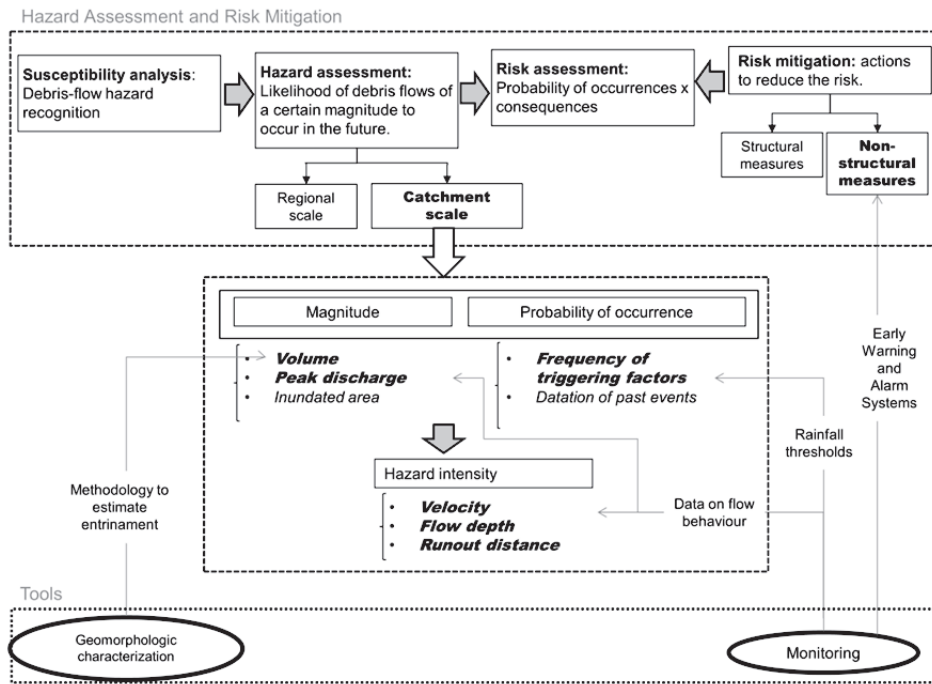 Hazard Assessment and Risk Mitigation
Susceptibility analysis:
Debris-flow hazard
recognition
Hazard assessment:
Likelihood of debris flows of
a certain magnitude to
occur in the future.
Risk assessment:
Probability of occurrences x
consequences
Risk mitigation: actions
to reduce the risk.
Structural
measures
Non-
structural
measures
Regional
scale
Catchment
scale
Magnitude
Probability of occurrence
• Volume
• Peak discharge
• Inundated area
• Frequency of
triggering factors
• Datation of past events
Early
Warning
and
Alarm
Systems
Rainfall
thresholds
Hazard intensity
• Velocity
• Flow depth
• Runout distance
Data on flow
behaviour
Methodology to
estimate
entrinament
Tools
Geomorphologic
characterization
Monitoring